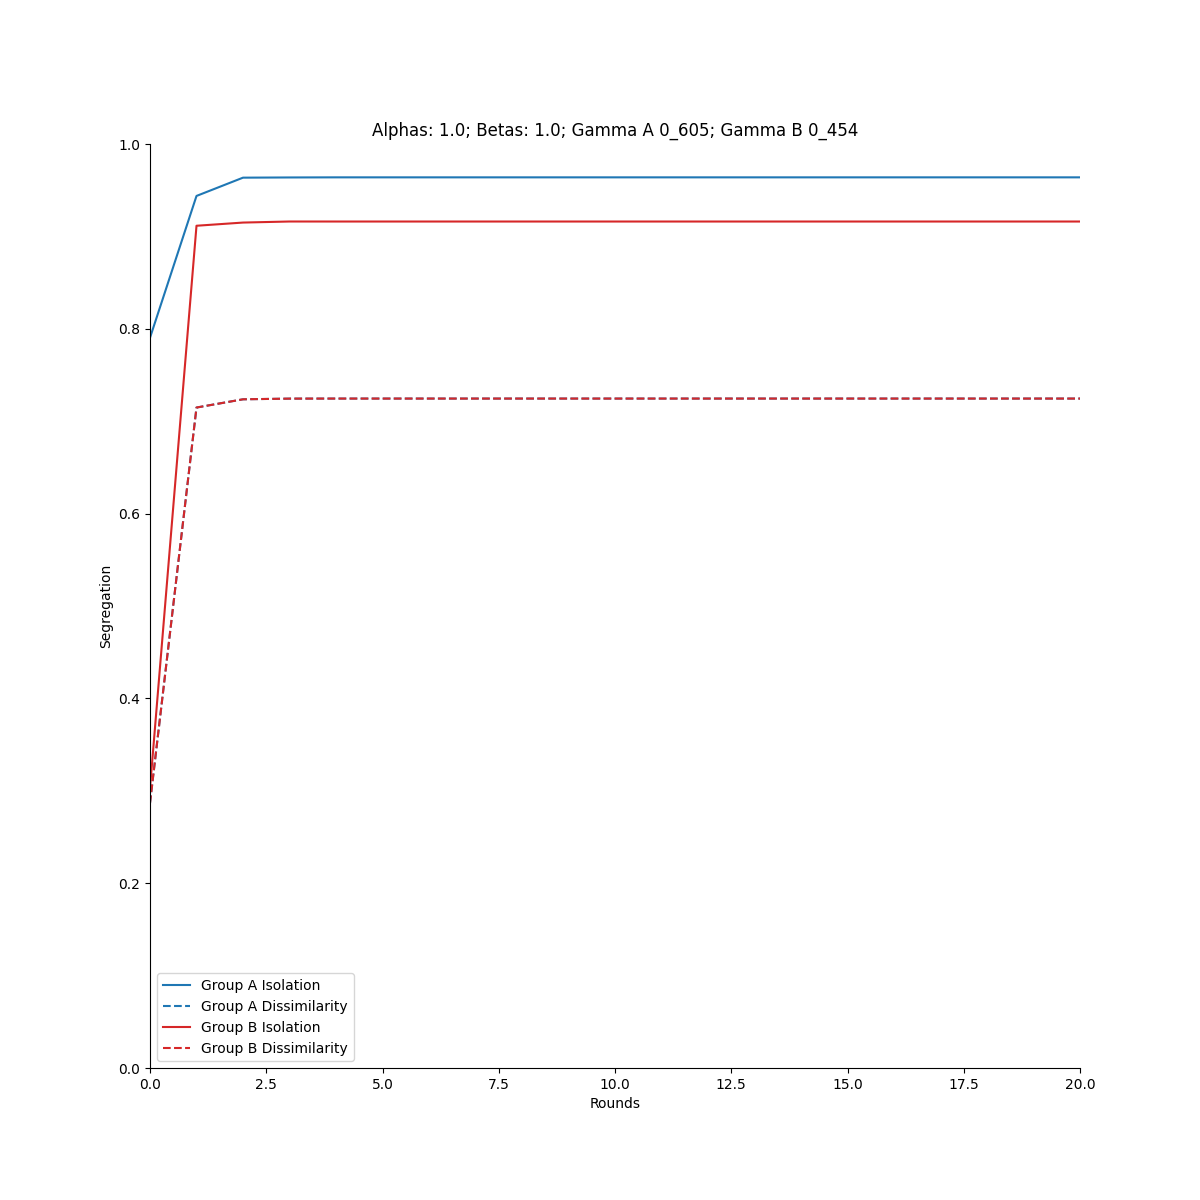 Alphas: 1.0; Betas: 1.0; Gamma A 0_605; Gamma B 0_454
1.0
0.8
0.6
0.4
0.2
0.0
Segregation
Group A Isolation
Group A Dissimilarity
Group B Isolation
Group B Dissimilarity
0.0 2.5 5.0 7.5 10.0 12.5 15.0 17.5 20.0
Rounds